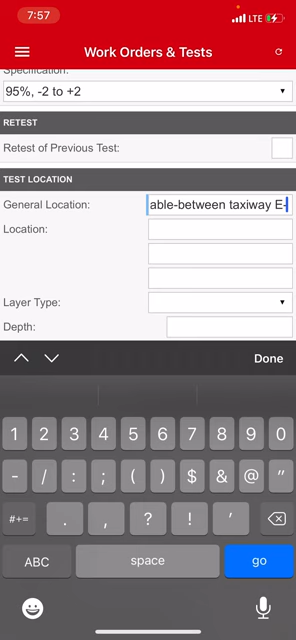 7:57
LTE
Work Orders & Tests
Specification:
95%, -2 to +2
RETEST
Retest of Previous Test:
TEST LOCATION
General Location: able-between taxiway E-
Location:
Layer Type:
Depth:
Done
1 2 3 4 5 6 7 8 9 0
- / : ; ( ) $ & @ "
#+= . , ? ! '
ABC space go